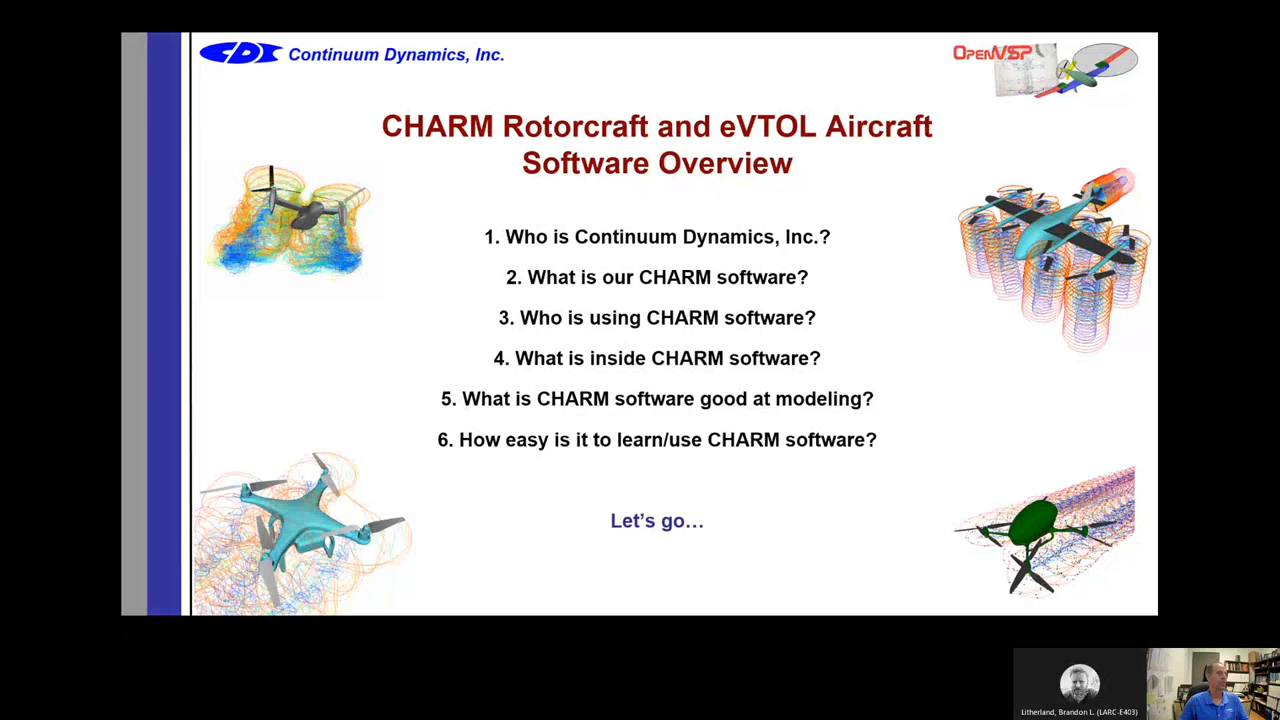 CDI Continuum Dynamics, Inc.
OPENVSP
CHARM Rotorcraft and eVTOL Aircraft
Software Overview
1. Who is Continuum Dynamics, Inc.?
2. What is our CHARM software?
3. Who is using CHARM software?
4. What is inside CHARM software?
5. What is CHARM software good at modeling?
6. How easy is it to learn/use CHARM software?
Let's go...
Litherland, Brandon L. (LARC-E403)